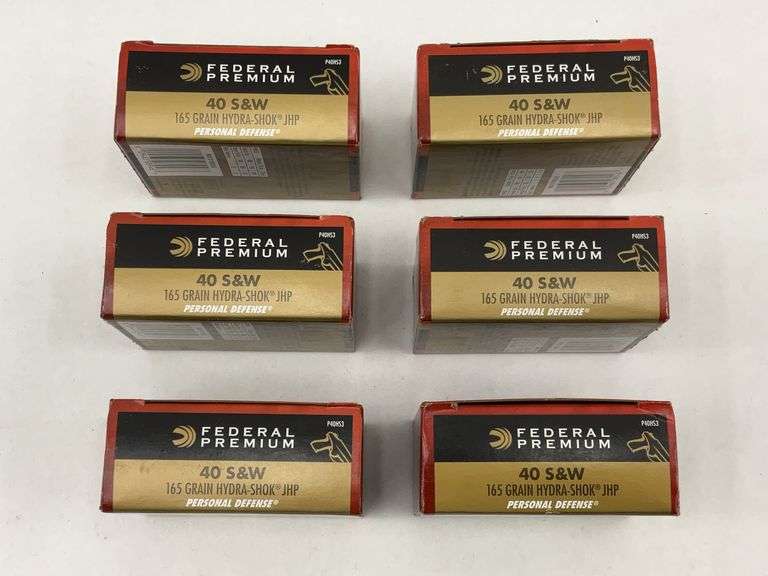 FEDERAL
PREMIUM
P40HS3
40 S&W
165 GRAIN HYDRA-SHOK® JHP
PERSONAL DEFENSE®
FEDERAL
PREMIUM
P40HS3
40 S&W
165 GRAIN HYDRA-SHOK® JHP
PERSONAL DEFENSE®
FEDERAL
PREMIUM
P40HS3
40 S&W
165 GRAIN HYDRA-SHOK® JHP
PERSONAL DEFENSE®
FEDERAL
PREMIUM
P40HS3
40 S&W
165 GRAIN HYDRA-SHOK® JHP
PERSONAL DEFENSE®
FEDERAL
PREMIUM
P40HS3
40 S&W
165 GRAIN HYDRA-SHOK® JHP
PERSONAL DEFENSE®
FEDERAL
PREMIUM
P40HS3
40 S&W
165 GRAIN HYDRA-SHOK® JHP
PERSONAL DEFENSE®